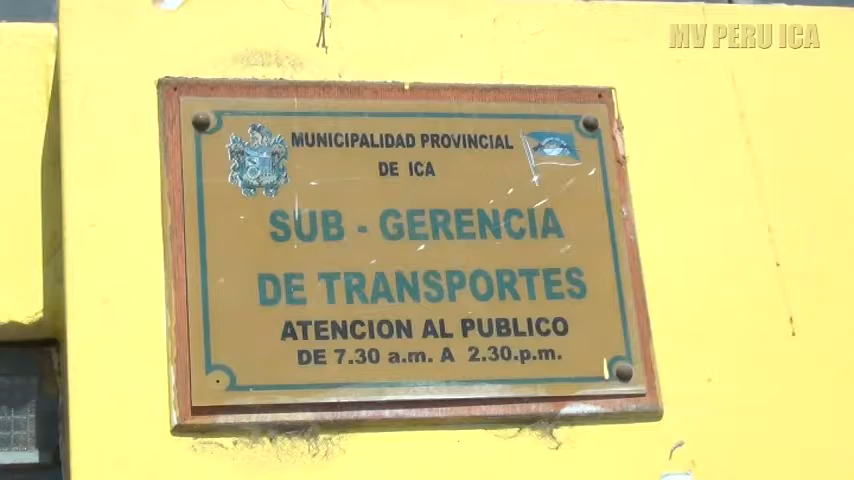 MV PERU ICA
MUNICIPALIDAD PROVINCIAL
DE ICA
SUB - GERENCIA
DE TRANSPORTES
ATENCION AL PUBLICO
DE 7.30 a.m. A 2.30.p.m.